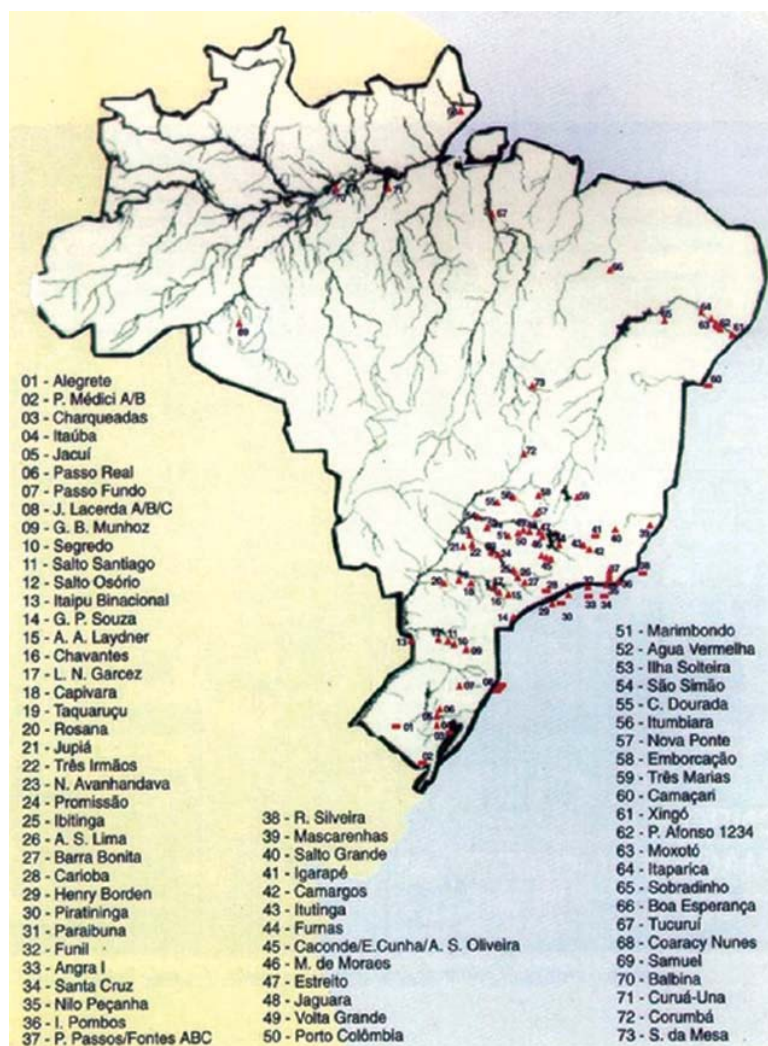 01 - Alegrete
02 - P. Médici A/B
03 - Charqueadas
04 - Itaúba
05 - Jacuí
06 - Passo Real
07 - Passo Fundo
08 - J. Lacerda A/B/C
09 - G. B. Munhoz
10 - Segredo
11 - Salto Santiago
12 - Salto Osório
13 - Itaipu Binacional
14 - G. P. Souza
15 - A. A. Laydner
16 - Chavantes
17 - L. N. Garcez
18 - Capivara
19 - Taquaruçu
20 - Rosana
21 - Jupiá
22 - Três Irmãos
23 - N. Avanhandava
24 - Promissão
25 - Ibitinga
26 - A. S. Lima
27 - Barra Bonita
28 - Carioba
29 - Henry Borden
30 - Piratininga
31 - Paraibuna
32 - Funil
33 - Angra I
34 - Santa Cruz
35 - Nilo Peçanha
36 - I. Pombos
37 - P. Passos/Fontes ABC
38 - R. Silveira
39 - Mascarenhas
40 - Salto Grande
41 - Igarapé
42 - Camargos
43 - Itutinga
44 - Furnas
45 - Caconde/E.Cunha/A. S. Oliveira
46 - M. de Moraes
47 - Estreito
48 - Jaguara
49 - Volta Grande
50 - Porto Colômbia
51 - Marimbondo
52 - Agua Vermelha
53 - Ilha Solteira
54 - São Simão
55 - C. Dourada
56 - Itumbiara
57 - Nova Ponte
58 - Emborcação
59 - Três Marias
60 - Camaçari
61 - Xingó
62 - P. Afonso 1234
63 - Moxotó
64 - Itaparica
65 - Sobradinho
66 - Boa Esperança
67 - Tucuruí
68 - Coaracy Nunes
69 - Samuel
70 - Balbina
71 - Curuá-Una
72 - Corumbá
73 - S. da Mesa